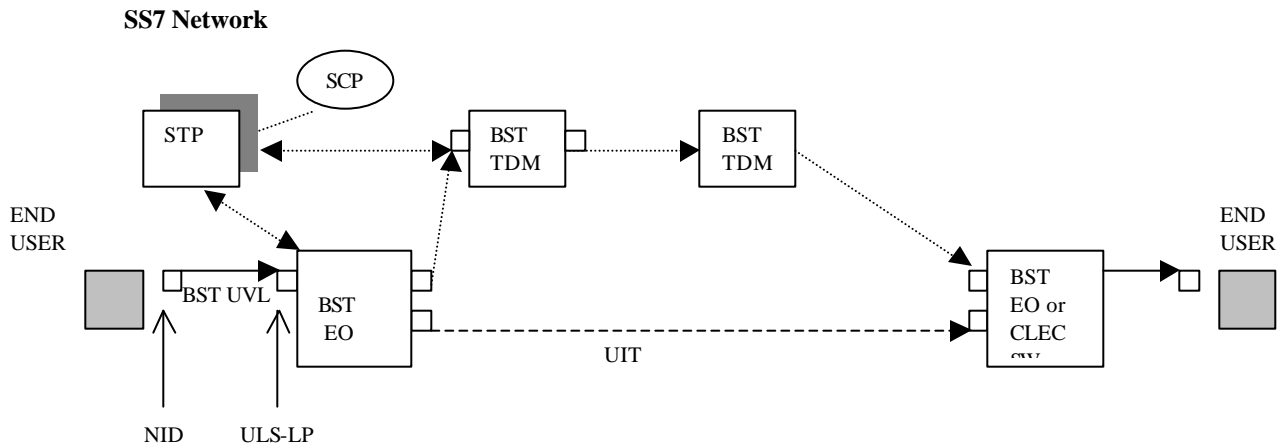 SS7 Network
SCP
STP
BST
TDM
BST
TDM
END
USER
END
USER
BST UVL
BST
EO
BST
EO or
CLEC
UIT
NID
ULS-LP